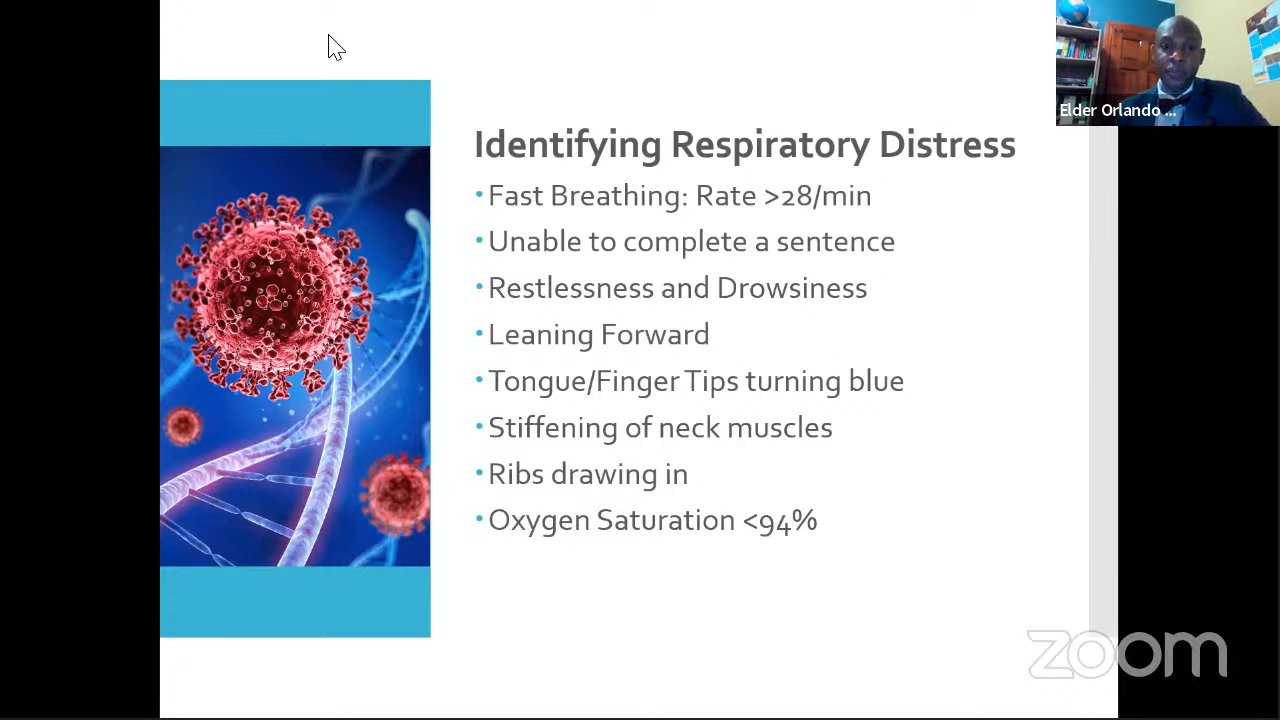 Elder Orlando ...
Identifying Respiratory Distress
• Fast Breathing: Rate >28/min
• Unable to complete a sentence
• Restlessness and Drowsiness
• Leaning Forward
• Tongue/Finger Tips turning blue
• Stiffening of neck muscles
• Ribs drawing in
• Oxygen Saturation <94%
zoom